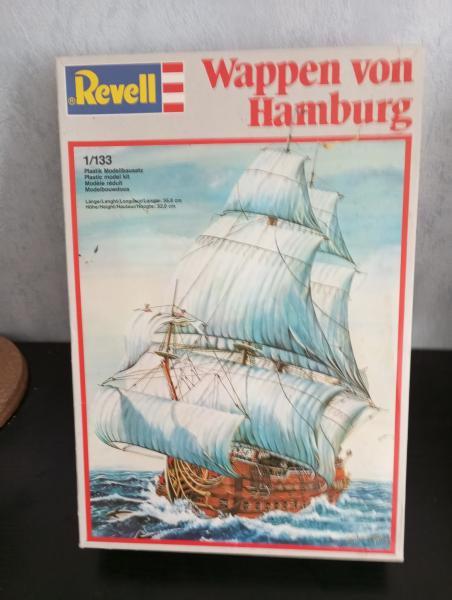 ®Revell
Wappen von
Hamburg
1/133
Plastik Modellbausatz
Plastic model kit
Modèle réduit
Modelbouwdoos